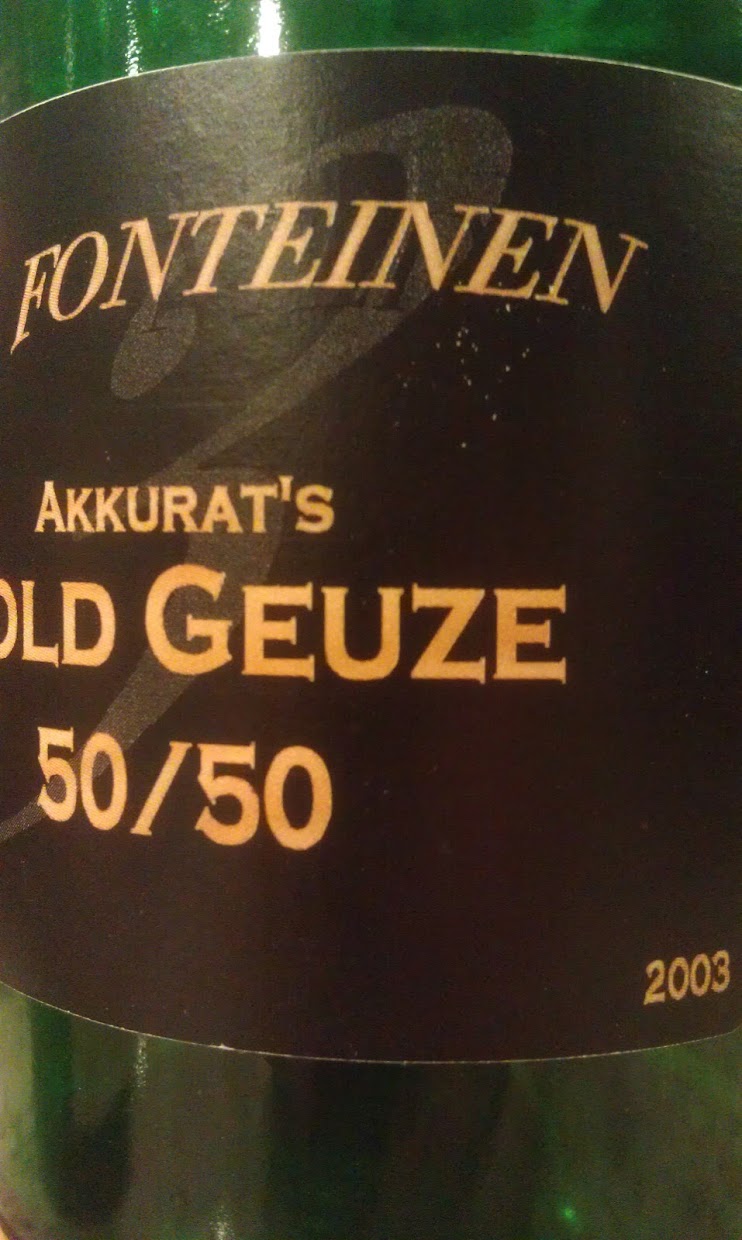 FONTEINEN
AKKURAT'S
OLD GEUZE
50/50
2003